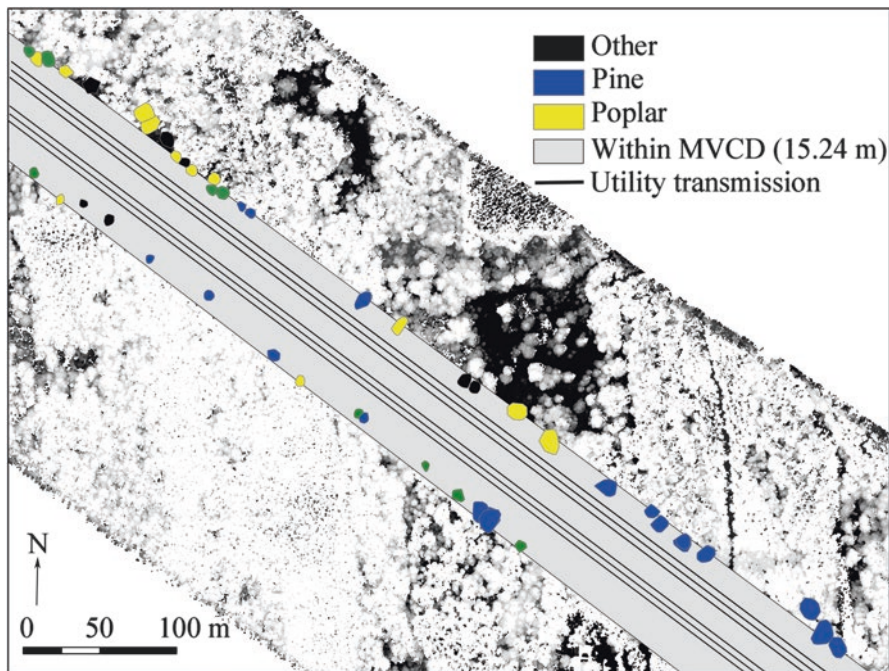 Other
Pine
Poplar
Within MVCD (15.24 m)
Utility transmission
N
0 50 100 m